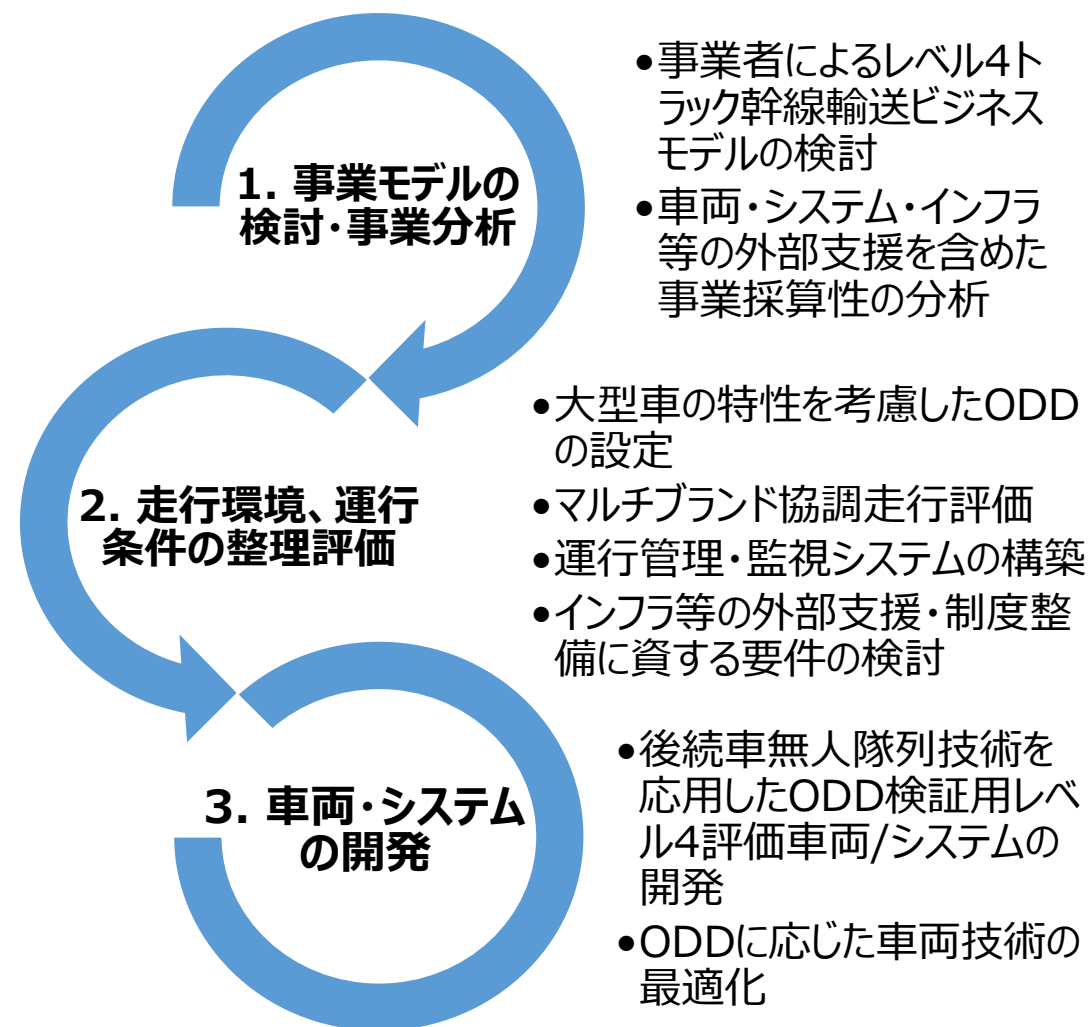 1. 事業モデルの
検討・事業分析
•事業者によるレベル4ト
ラック幹線輸送ビジネス
モデルの検討
•車両・システム・インフラ
等の外部支援を含めた
事業採算性の分析
2. 走行環境、運行
条件の整理評価
•大型車の特性を考慮したODD
の設定
•マルチブランド協調走行評価
•運行管理・監視システムの構築
•インフラ等の外部支援・制度整
備に資する要件の検討
3. 車両・システム
の開発
•後続車無人隊列技術を
応用したODD検証用レベ
ル4評価車両/システムの
開発
•ODDに応じた車両技術の
最適化